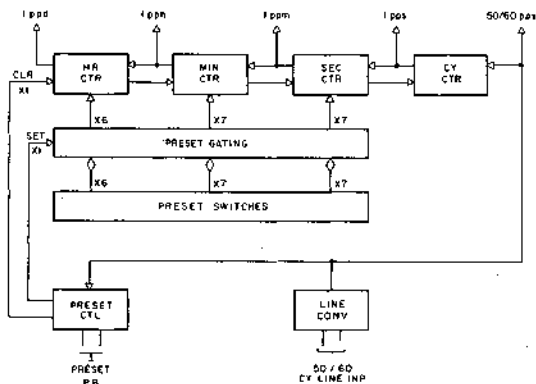 1 ppd
1 pph
1 ppm
1 pps
50/60 pps
CLR
X1
HR
CTR
MIN
CTR
SEC
CTR
CY
CTR
X6
X7
X7
SET
X1
PRESET GATING
X6
X7
X7
PRESET SWITCHES
PRESET
CTL
LINE
CONV
PRESET
P.B.
50 / 60
CY LINE INP